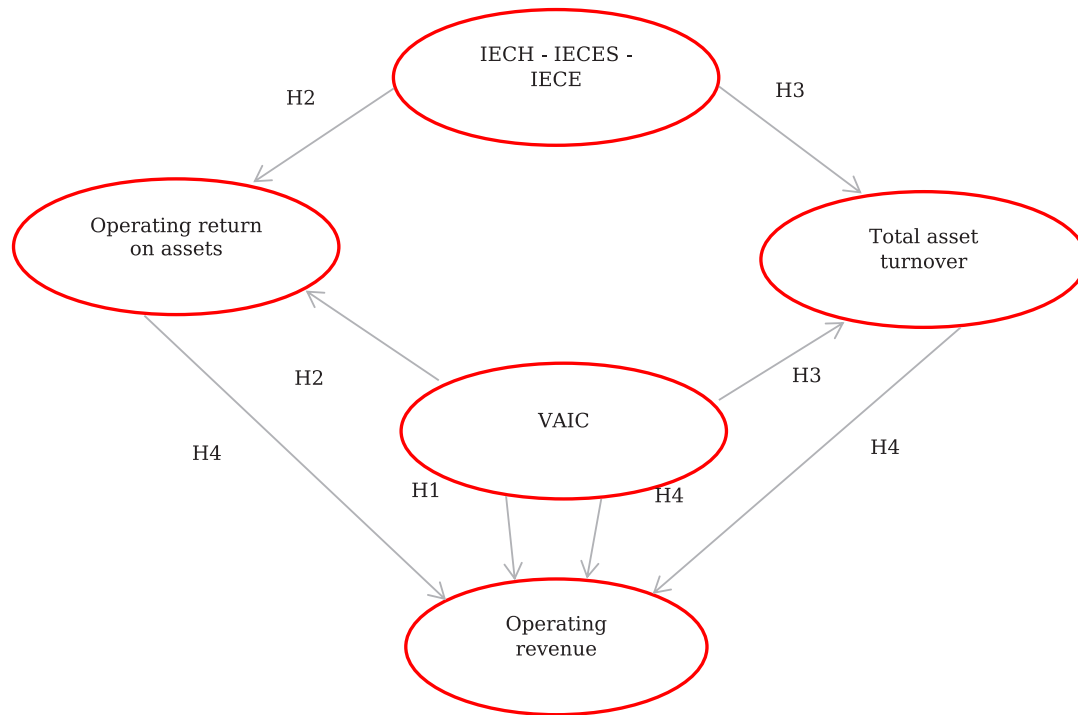 IECH - IECES -
IECE
H2
H3
Operating return
on assets
Total asset
turnover
H2
H3
VAIC
H4
H4
H1
H4
Operating
revenue